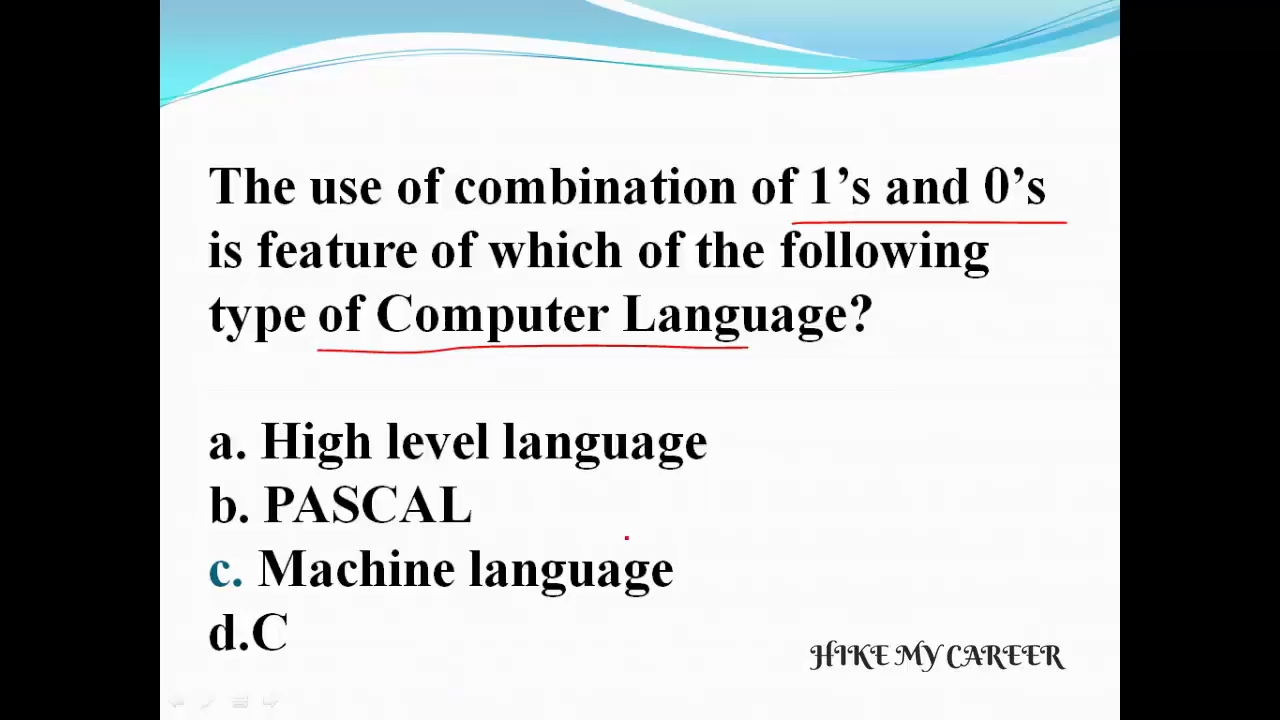 The use of combination of 1’s and 0’s
is feature of which of the following
type of Computer Language?
a. High level language
b. PASCAL
c. Machine language
d.C
HIKE MY CAREER